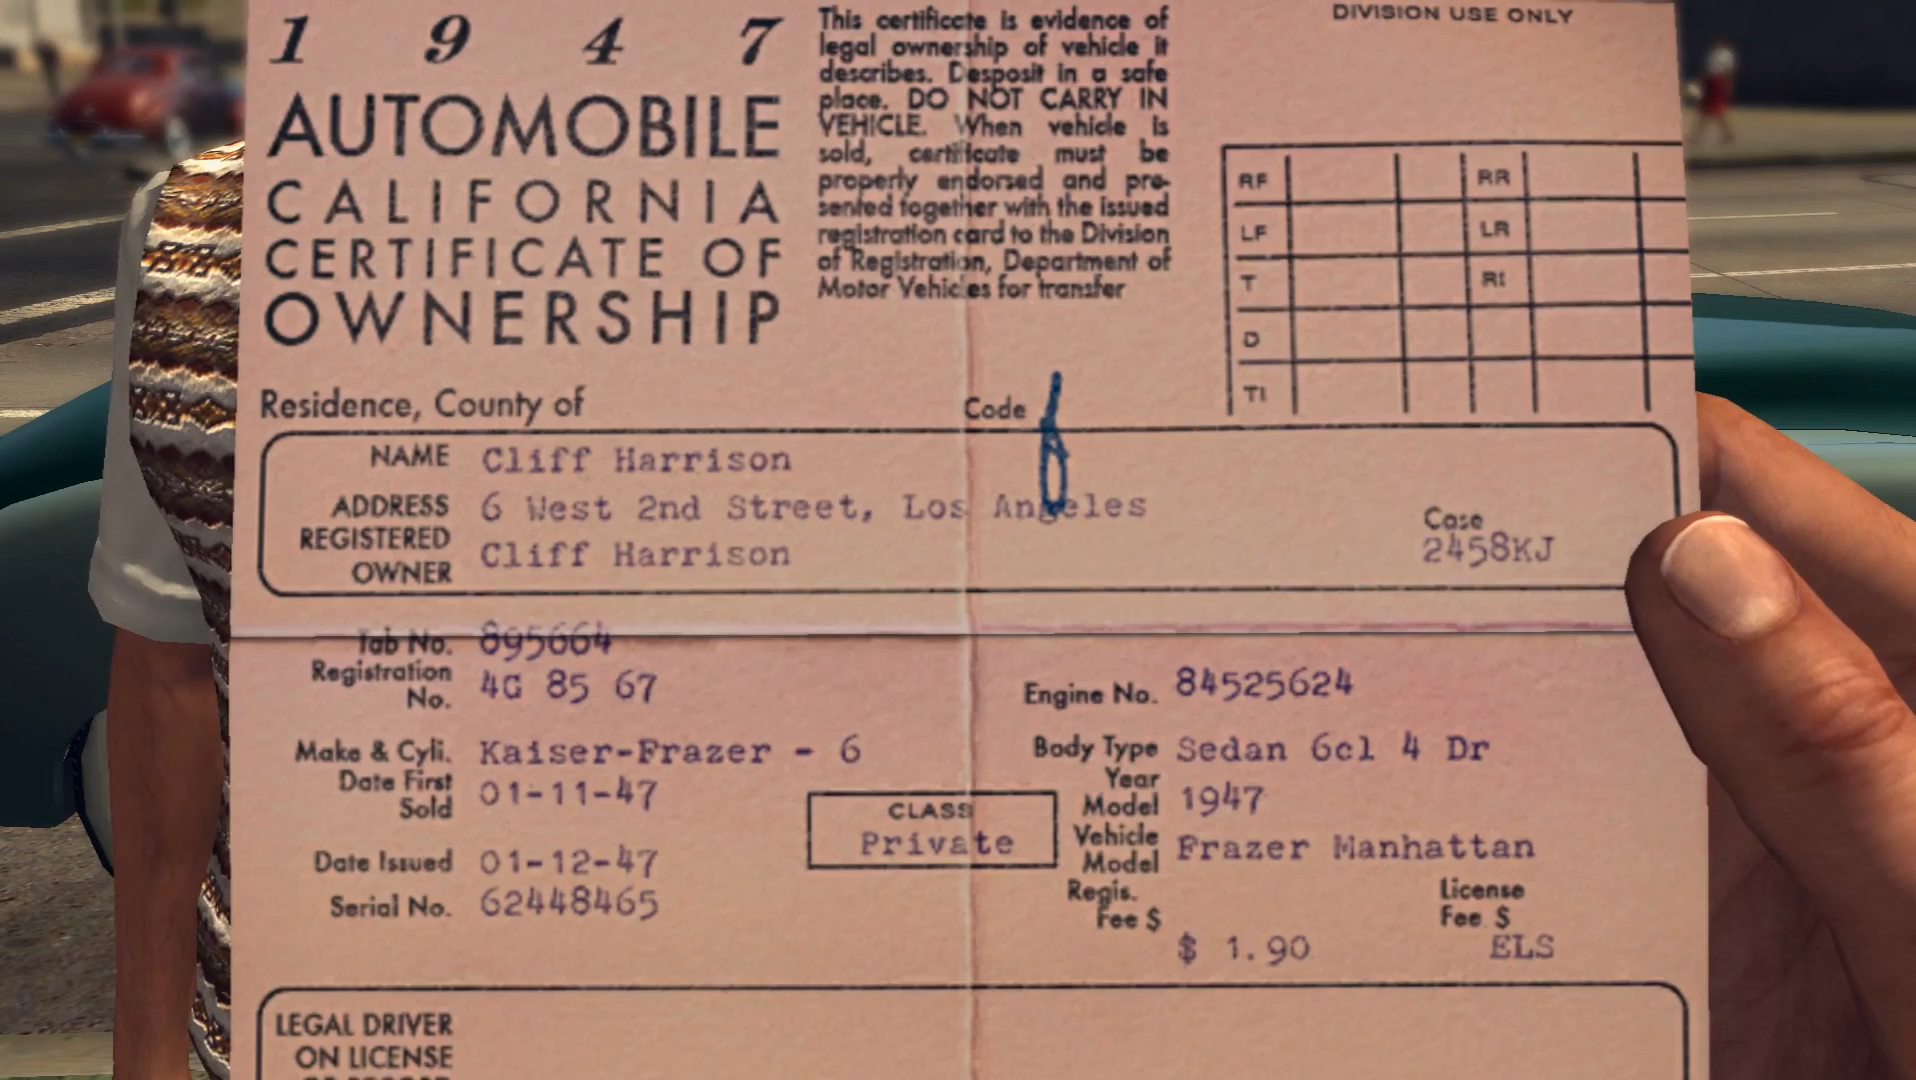 1 9 4 7
AUTOMOBILE
CALIFORNIA
CERTIFICATE OF
OWNERSHIP
This certificate is evidence of
legal ownership of vehicle it
describes. Desposit in a safe
place. DO NOT CARRY IN
VEHICLE. When vehicle is
sold, certificate must be
properly endorsed and pre-
sented together with the issued
registration card to the Division
of Registration, Department of
Motor Vehicles for transfer
DIVISION USE ONLY
RF RR
LF LR
T RI
D
TI
Residence, County of
Code 6
NAME Cliff Harrison
ADDRESS 6 West 2nd Street, Los Angeles
REGISTERED
OWNER Cliff Harrison
Case
2458KJ
Tab No. 895664
Registration
No. 4G 85 67
Engine No. 84525624
Make & Cyli. Kaiser-Frazer - 6
Date First
Sold 01-11-47
Date Issued 01-12-47
Serial No. 62448465
CLASS
Private
Body Type Sedan 6cl 4 Dr
Year
Model 1947
Vehicle
Model Frazer Manhattan
Regis.
Fee $
$ 1.90
License
Fee $
ELS
LEGAL DRIVER
ON LICENSE